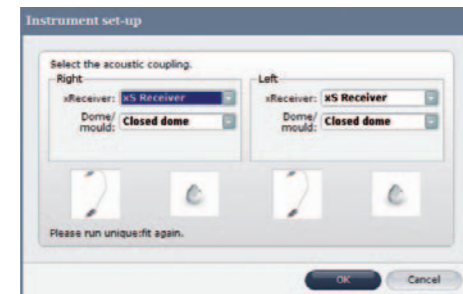 Instrument set-up
Select the acoustic coupling.
Right
xReceiver: xS Receiver
Dome/
mould: Closed dome
Left
xReceiver: xS Receiver
Dome/
mould: Closed dome
Please run unique:fit again.
OK Cancel